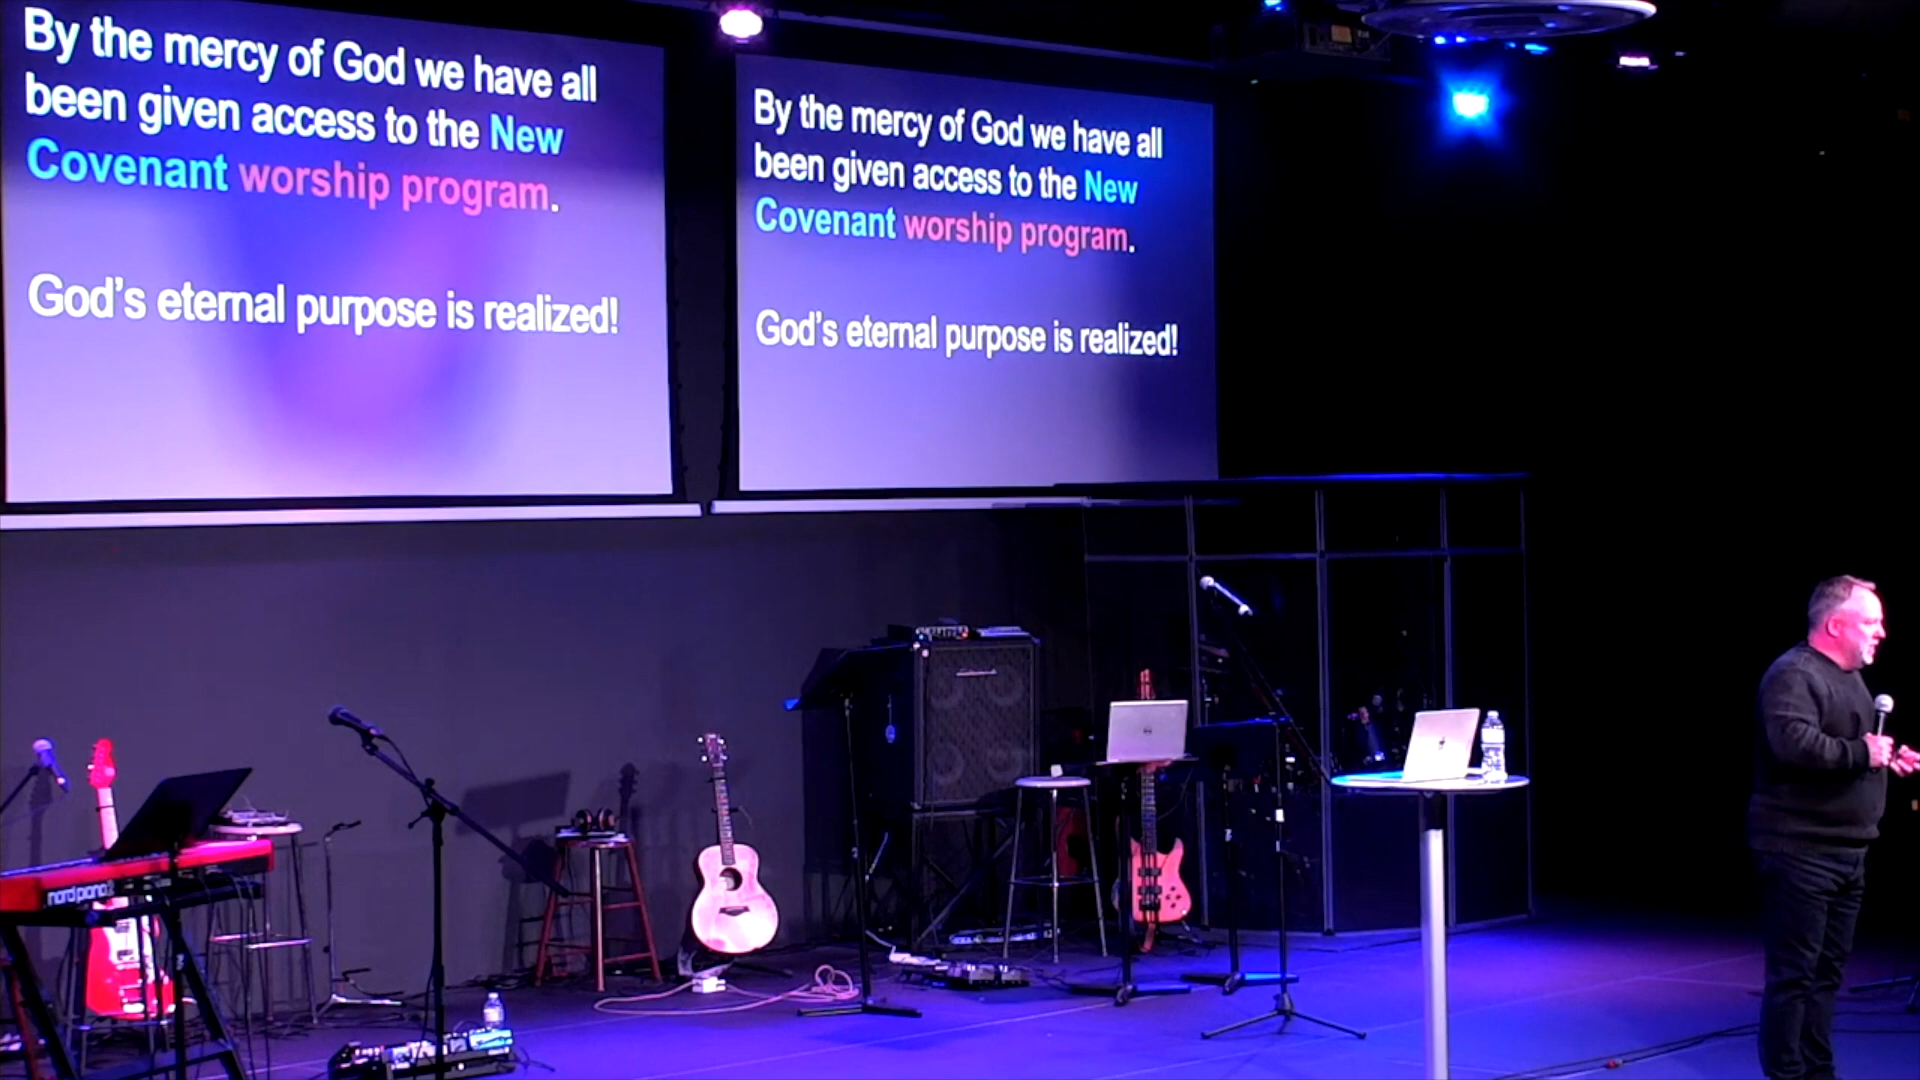 By the mercy of God we have all
been given access to the New
Covenant worship program.
God's eternal purpose is realized!
By the mercy of God we have all
been given access to the New
Covenant worship program.
God's eternal purpose is realized!
nord piano